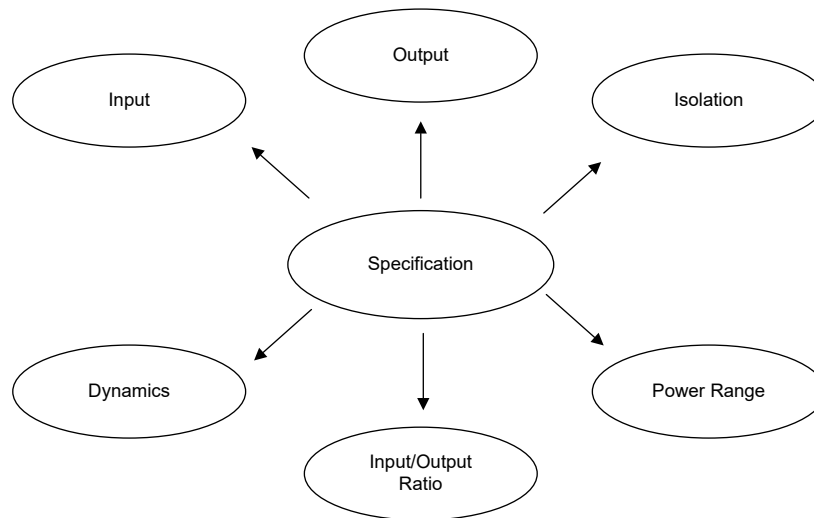 Output
Input
Isolation
Specification
Dynamics
Power Range
Input/Output
Ratio